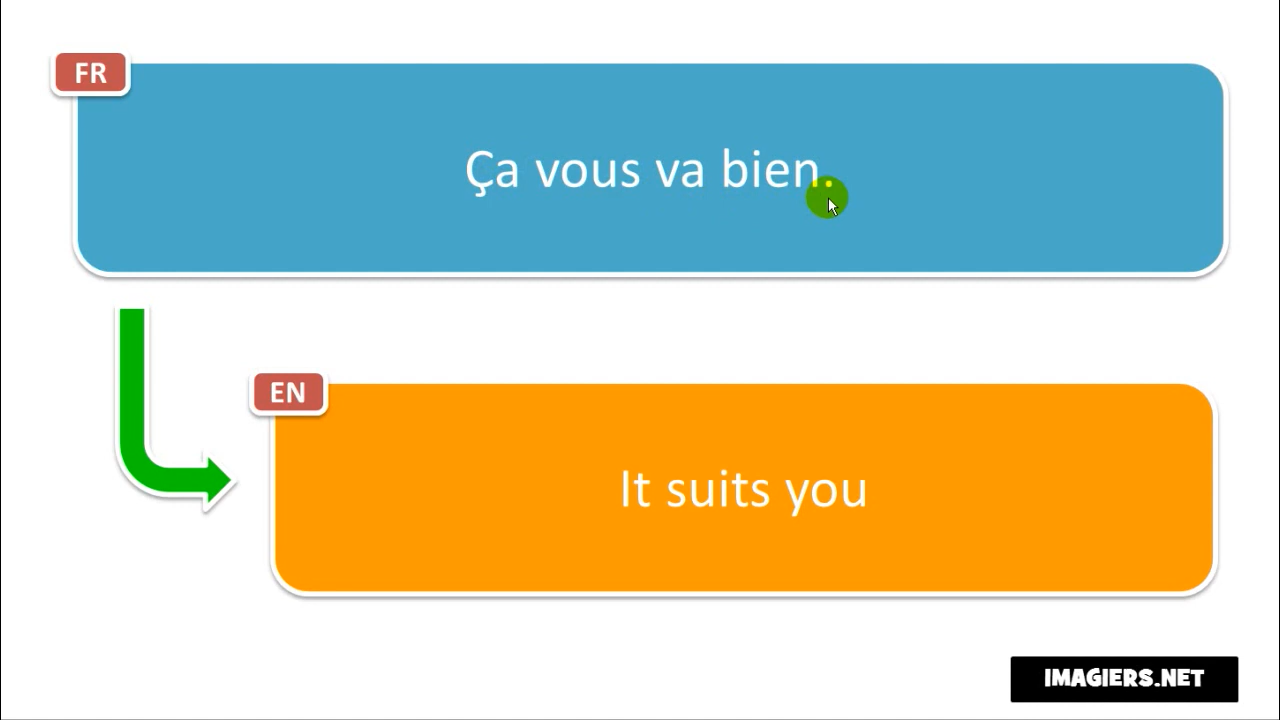 FR
Ça vous va bien.
EN
It suits you
IMAGIERS.NET